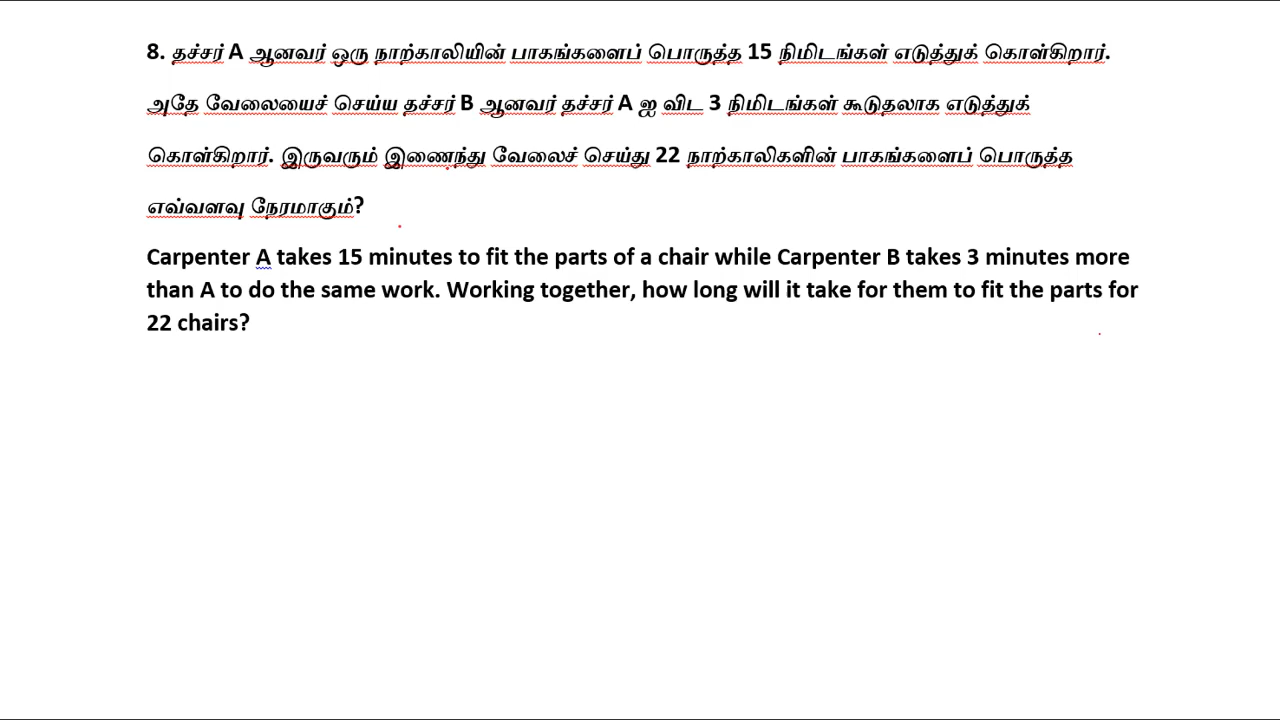 8. தச்சர் A ஆனவர் ஒரு நாற்காலியின் பாகங்களைப் பொருத்த 15 நிமிடங்கள் எடுத்துக் கொள்கிறார்.
அதே வேலையைச் செய்ய தச்சர் B ஆனவர் தச்சர் A ஐ விட 3 நிமிடங்கள் கூடுதலாக எடுத்துக்
கொள்கிறார். இருவரும் இணைந்து வேலைச் செய்து 22 நாற்காலிகளின் பாகங்களைப் பொருத்த
எவ்வளவு நேரமாகும்?
Carpenter A takes 15 minutes to fit the parts of a chair while Carpenter B takes 3 minutes more
than A to do the same work. Working together, how long will it take for them to fit the parts for
22 chairs?